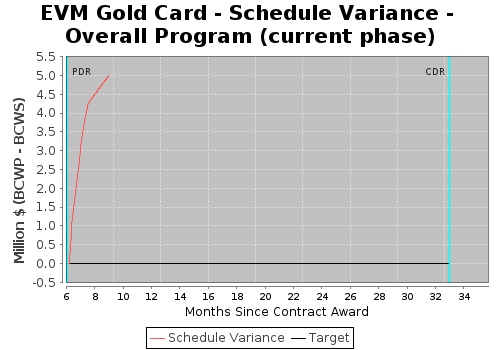 EVM Gold Card - Schedule Variance -
Overall Program (current phase)
5.5
5.0
4.5
4.0
3.5
3.0
2.5
2.0
1.5
1.0
0.5
0.0
-0.5
Million $ (BCWP - BCWS)
PDR
CDR
6 8 10 12 14 16 18 20 22 24 26 28 30 32 34
Months Since Contract Award
Schedule Variance Target